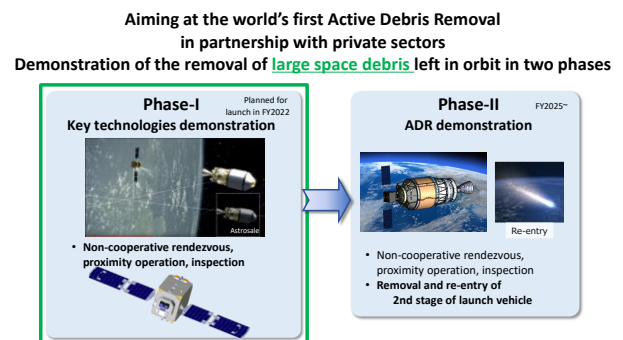 Aiming at the world's first Active Debris Removal
in partnership with private sectors
Demonstration of the removal of large space debris left in orbit in two phases
Phase-I
Planned for
launch in FY2022
Key technologies demonstration
Astrosale
• Non-cooperative rendezvous,
proximity operation, inspection
Phase-II
FY2025~
ADR demonstration
Re-entry
• Non-cooperative rendezvous,
proximity operation, inspection
• Removal and re-entry of
2nd stage of launch vehicle